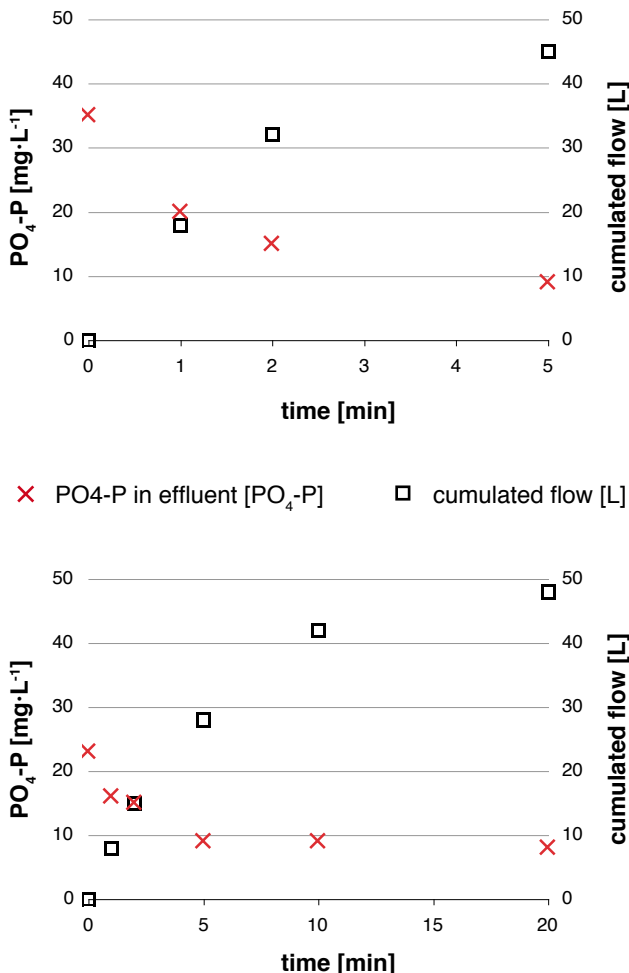 50 50
40 40
30 30
20 20
10 10
0 0
0 1 2 3 4 5
PO₄-P [mg·L⁻¹]
cumulated flow [L]
time [min]
PO4-P in effluent [PO₄-P] cumulated flow [L]
50 50
40 40
30 30
20 20
10 10
0 0
0 5 10 15 20
PO₄-P [mg·L⁻¹]
cumulated flow [L]
time [min]